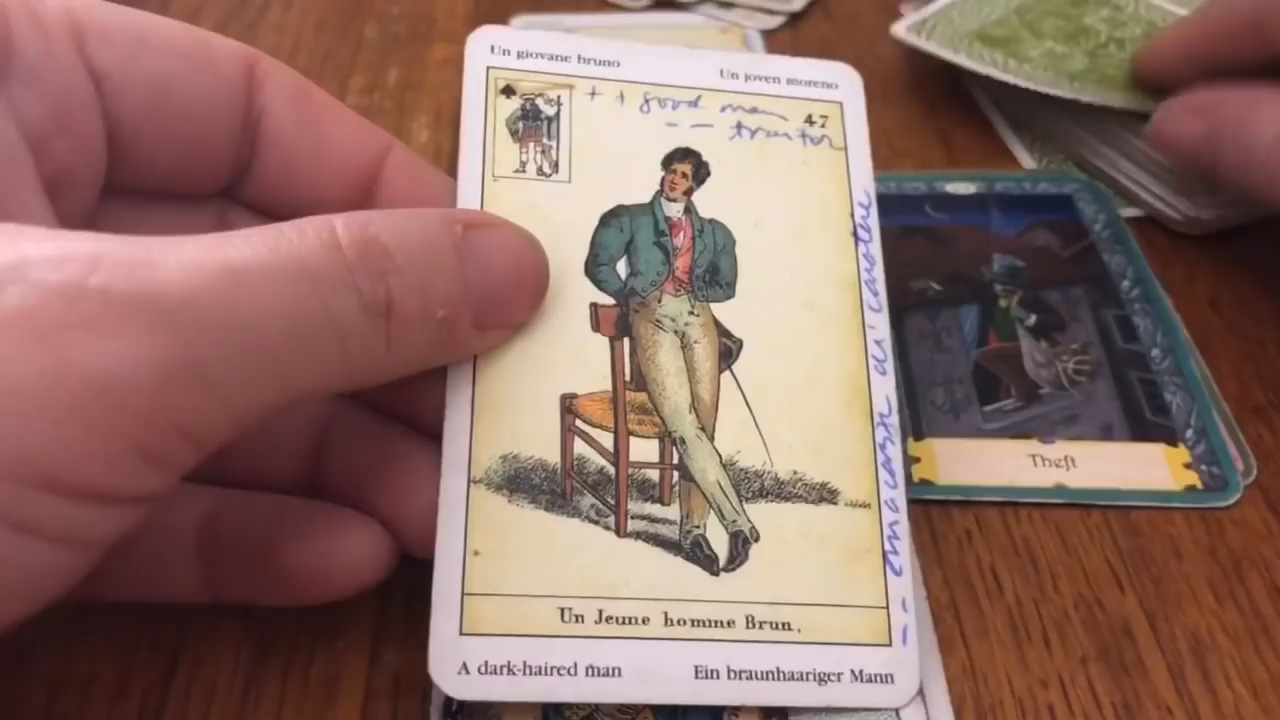 Un giovane bruno
Un joven moreno
+ + good man
47
-- traitor
Un Jeune homme Brun.
A dark-haired man
Ein braunhaariger Mann
Theft